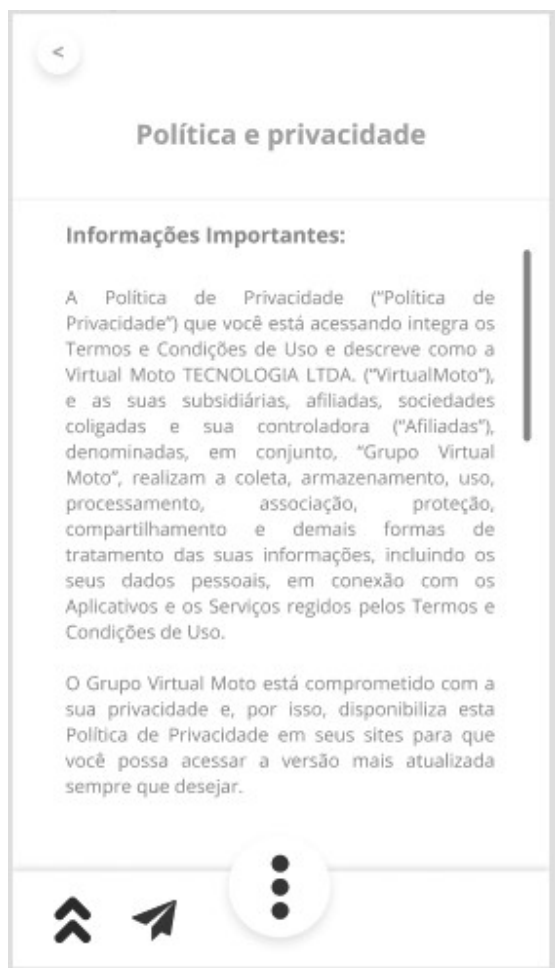 <
Política e privacidade
Informações Importantes:
A Política de Privacidade (“Política de
Privacidade”) que você está acessando integra os
Termos e Condições de Uso e descreve como a
Virtual Moto TECNOLOGIA LTDA. (“VirtualMoto”),
e as suas subsidiárias, afiliadas, sociedades
coligadas e sua controladora (“Afiliadas”),
denominadas, em conjunto, “Grupo Virtual
Moto”, realizam a coleta, armazenamento, uso,
processamento, associação, proteção,
compartilhamento e demais formas de
tratamento das suas informações, incluindo os
seus dados pessoais, em conexão com os
Aplicativos e os Serviços regidos pelos Termos e
Condições de Uso.
O Grupo Virtual Moto está comprometido com a
sua privacidade e, por isso, disponibiliza esta
Política de Privacidade em seus sites para que
você possa acessar a versão mais atualizada
sempre que desejar.